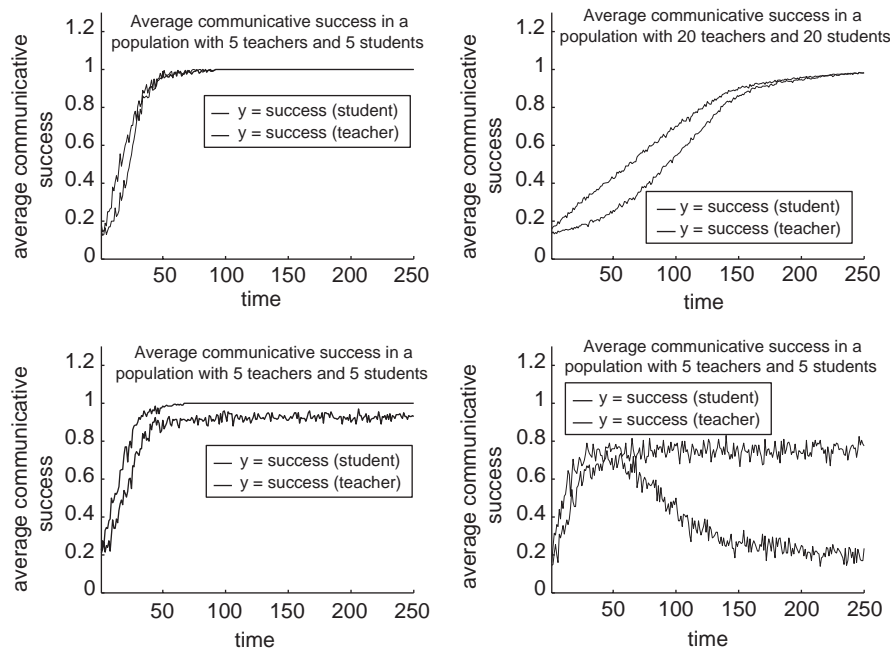 Average communicative success in a
population with 5 teachers and 5 students
1.2
1
0.8
0.6
0.4
0.2
0
average communicative
success
y = success (student)
y = success (teacher)
50
100
150
200
250
time
Average communicative success in a
population with 20 teachers and 20 students
1.2
1
0.8
0.6
0.4
0.2
0
average communicative
success
y = success (student)
y = success (teacher)
50
100
150
200
250
time
Average communicative success in a
population with 5 teachers and 5 students
1.2
1
0.8
0.6
0.4
0.2
0
average communicative
success
y = success (student)
y = success (teacher)
50
100
150
200
250
time
Average communicative success in a
population with 5 teachers and 5 students
1.2
1
0.8
0.6
0.4
0.2
0
average communicative
success
y = success (student)
y = success (teacher)
50
100
150
200
250
time